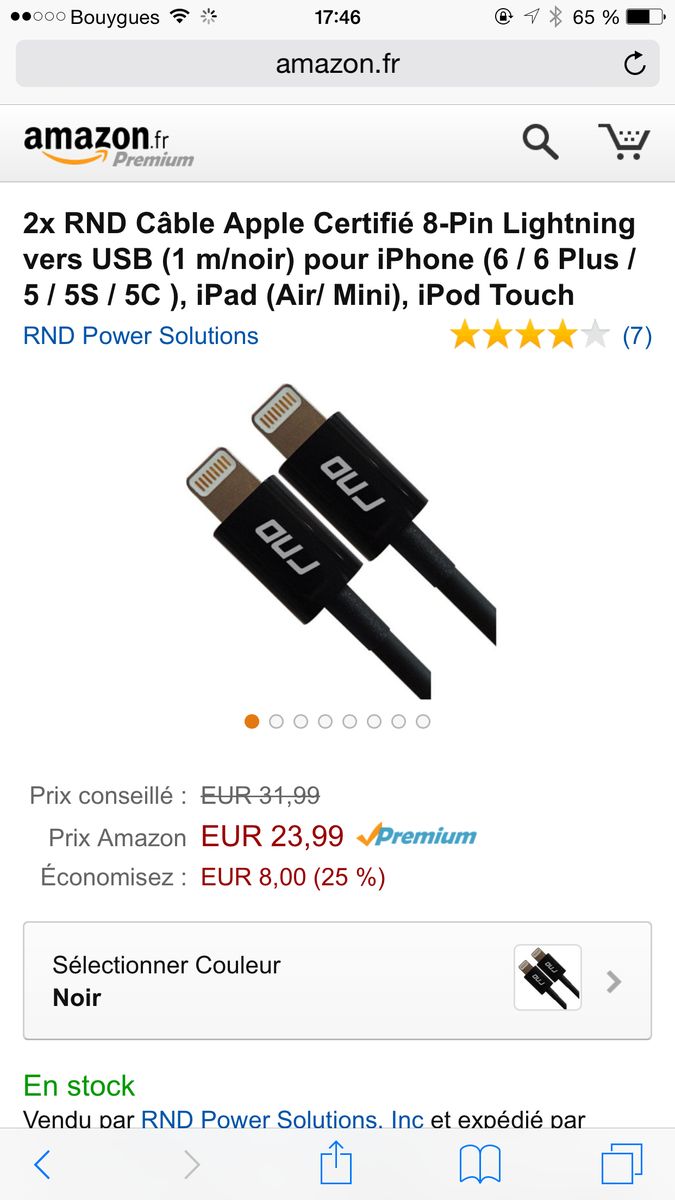 Bouygues 17:46 65 %
amazon.fr
amazon.fr
Premium
2x RND Câble Apple Certifié 8-Pin Lightning
vers USB (1 m/noir) pour iPhone (6 / 6 Plus /
5 / 5S / 5C ), iPad (Air/ Mini), iPod Touch
RND Power Solutions (7)
rnd
rnd
Prix conseillé : EUR 31,99
Prix Amazon EUR 23,99 Premium
Économisez : EUR 8,00 (25 %)
Sélectionner Couleur
Noir
rnd
rnd
En stock
Vendu par RND Power Solutions, Inc et expédié par